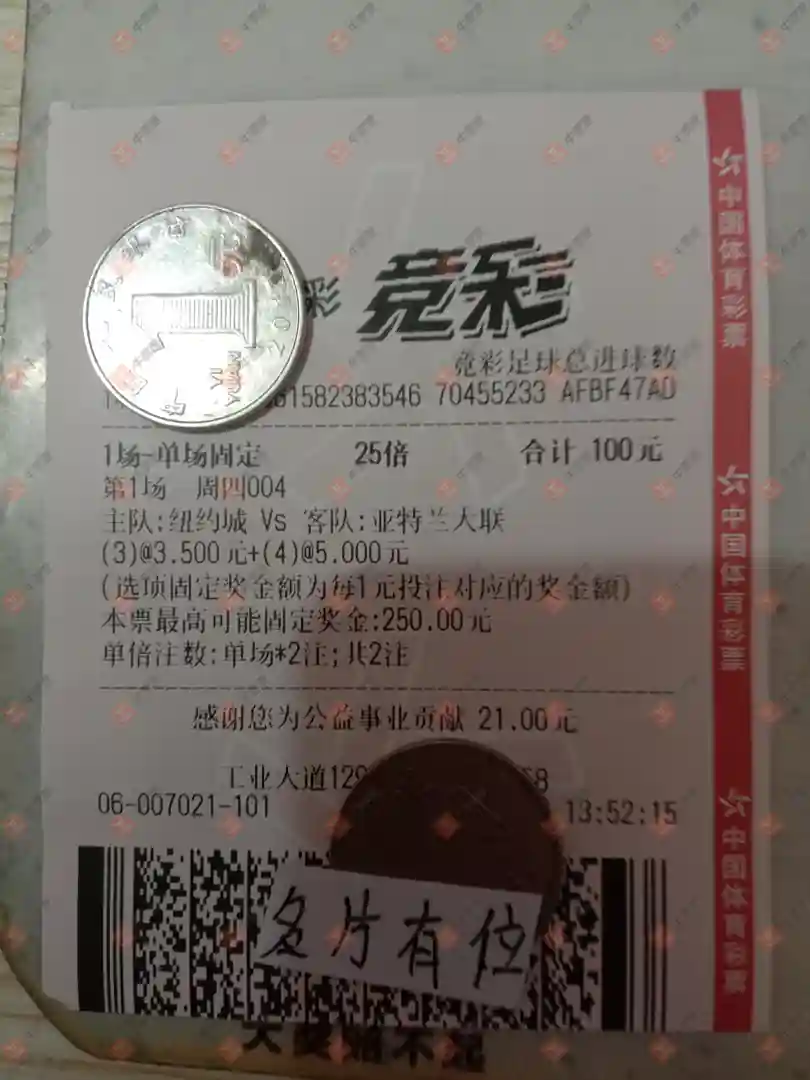 彩 竞彩
竞彩足球总进球数
61582383546 70455233 AFBF47AD
1场-单场固定 25倍 合计 100元
第1场 周四004
主队:纽约城 Vs 客队:亚特兰大联
(3)@3.500元+(4)@5.000元
(选项固定奖金额为每1元投注对应的奖金额)
本票最高可能固定奖金:250.00元
单倍注数:单场*2注;共2注
感谢您为公益事业贡献 21.00元
工业大道129
06-007021-101 13:52:15
名片有位
YI YUAN
中国体育彩票
中国体育彩票
中国体育彩票